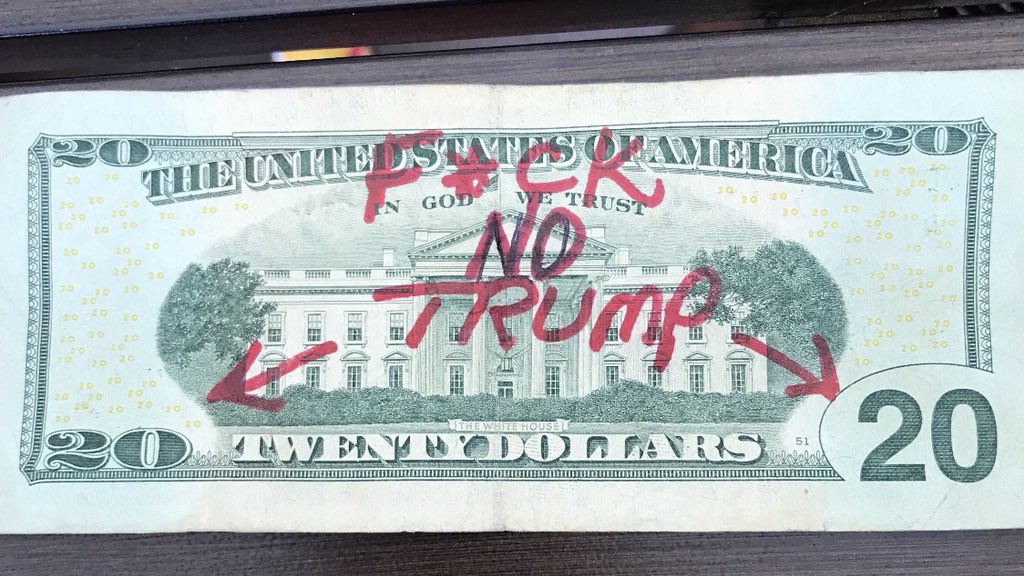 20 20
THE UNITED STATES OF AMERICA
F#CK
IN GOD WE TRUST
NO
TRUMP
THE WHITE HOUSE
20 TWENTY DOLLARS 51 20